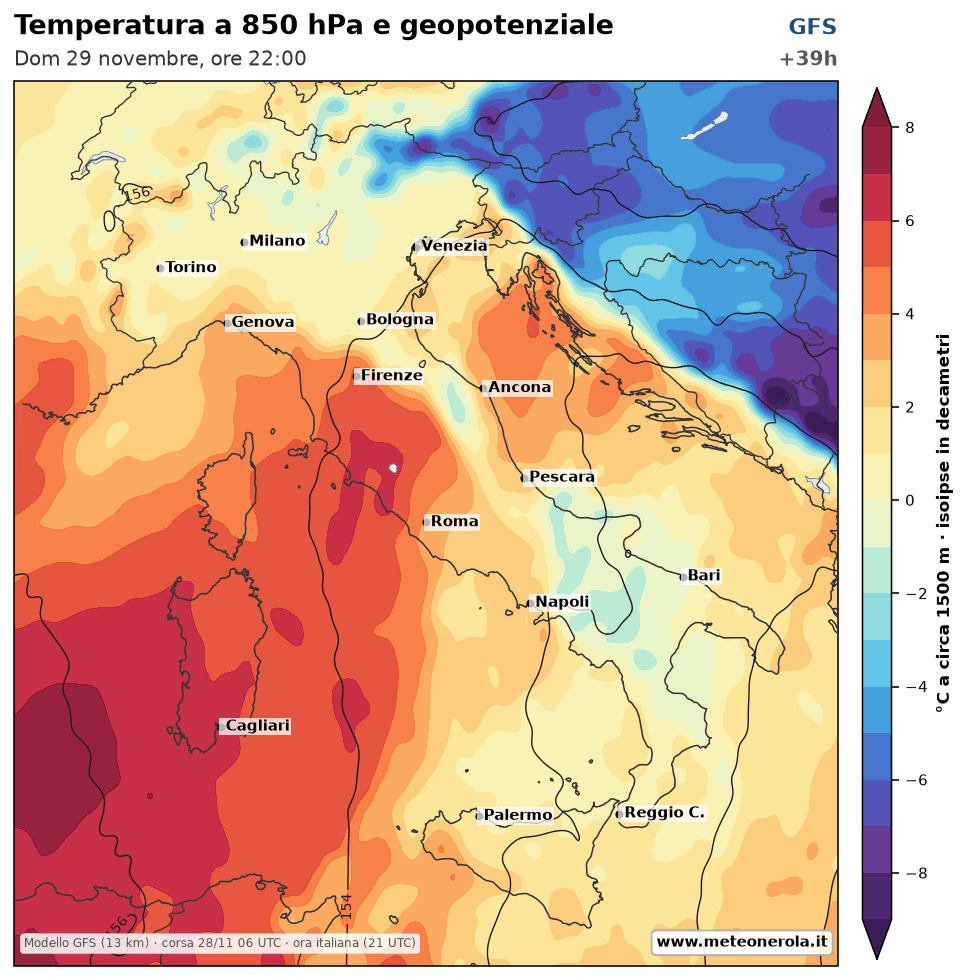 Temperatura a 850 hPa e geopotenziale
GFS
Dom 29 novembre, ore 22:00
+39h
156
Milano
Venezia
Torino
Genova
Bologna
Firenze
Ancona
Pescara
Roma
Bari
Napoli
Cagliari
Palermo
Reggio C.
154
156
8
6
4
2
0
−2
−4
−6
−8
°C a circa 1500 m · isoipse in decametri
Modello GFS (13 km) · corsa 28/11 06 UTC · ora italiana (21 UTC)
www.meteonerola.it